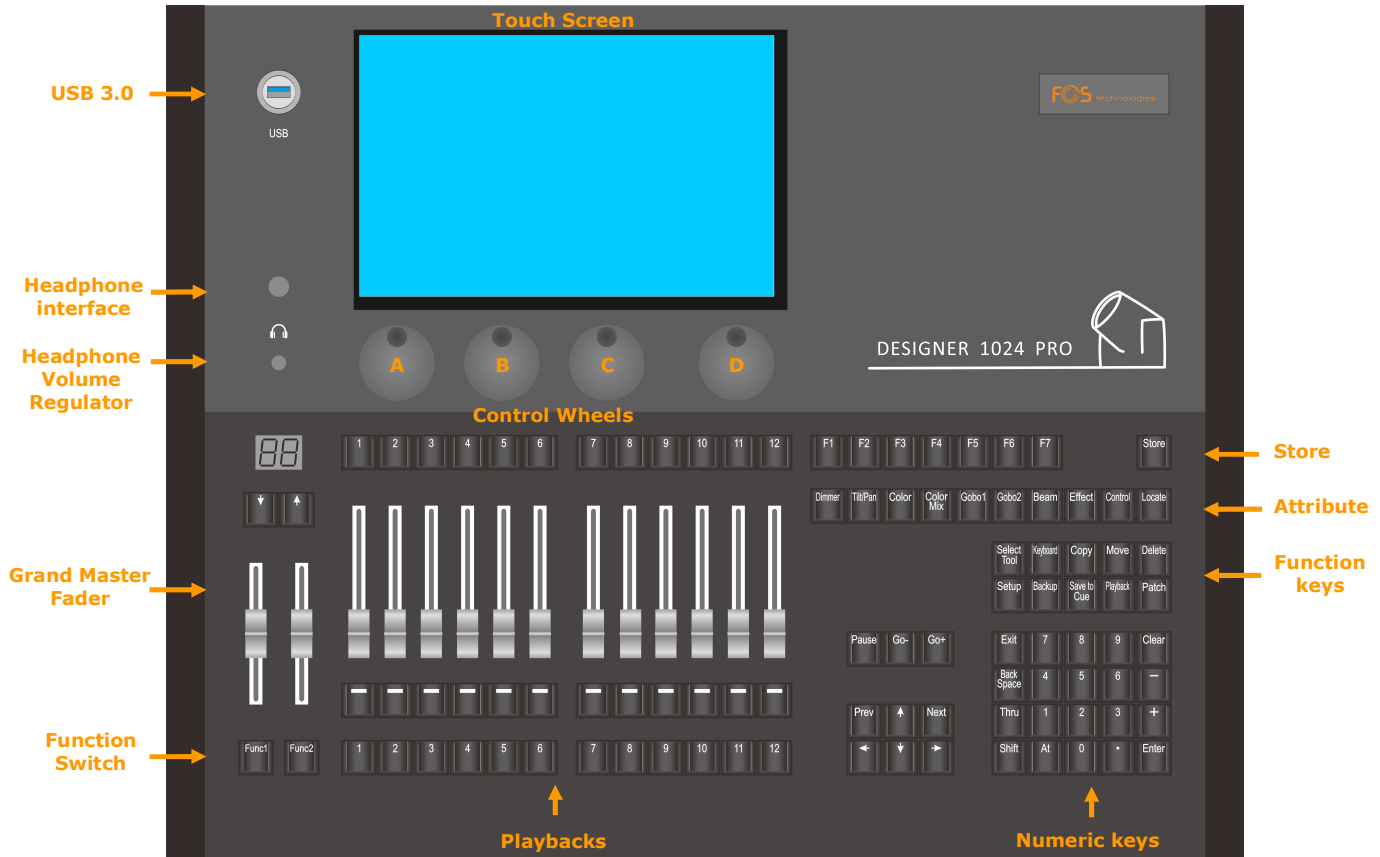 Touch Screen
USB 3.0
FOS technologies
USB
Headphone
interface
Headphone
Volume
Regulator
A B C D
DESIGNER 1024 PRO
Control Wheels
88
1 2 3 4 5 6 7 8 9 10 11 12
F1 F2 F3 F4 F5 F6 F7 Store
Store
Dimmer Tilt/Pan Color Color Mix Gobo1 Gobo2 Beam Effect Control Locate
Attribute
Grand Master
Fader
Select Tool Keyboard Copy Move Delete
Setup Backup Save to Cue Playback Patch
Function
keys
Pause Go- Go+
Exit 7 8 9 Clear
Back Space 4 5 6 −
Prev Next
Thru 1 2 3 +
Shift At 0 • Enter
Function
Switch
Func1 Func2
1 2 3 4 5 6 7 8 9 10 11 12
Playbacks
Numeric keys